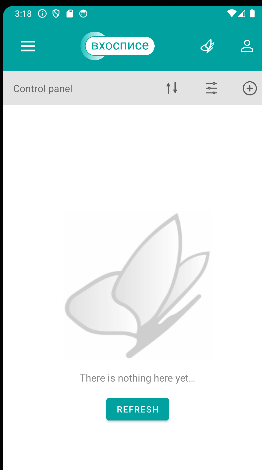 3:18
вхосписе
Control panel
There is nothing here yet...
REFRESH